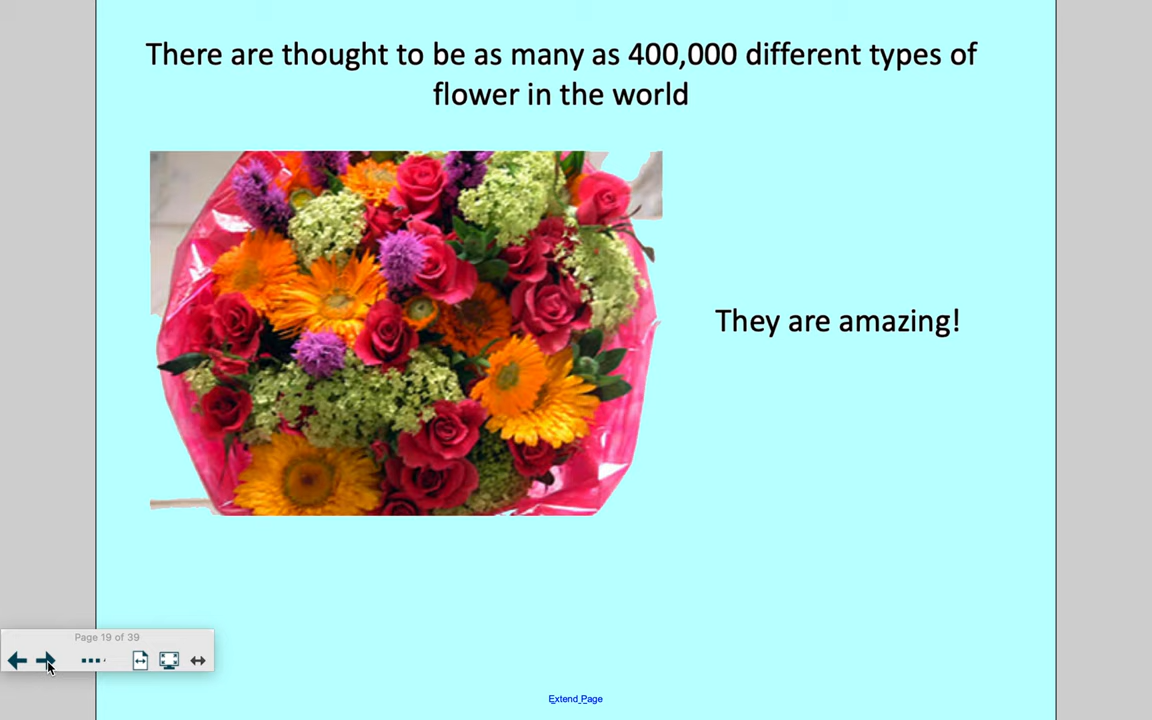 There are thought to be as many as 400,000 different types of
flower in the world
They are amazing!
Page 19 of 39
Extend Page